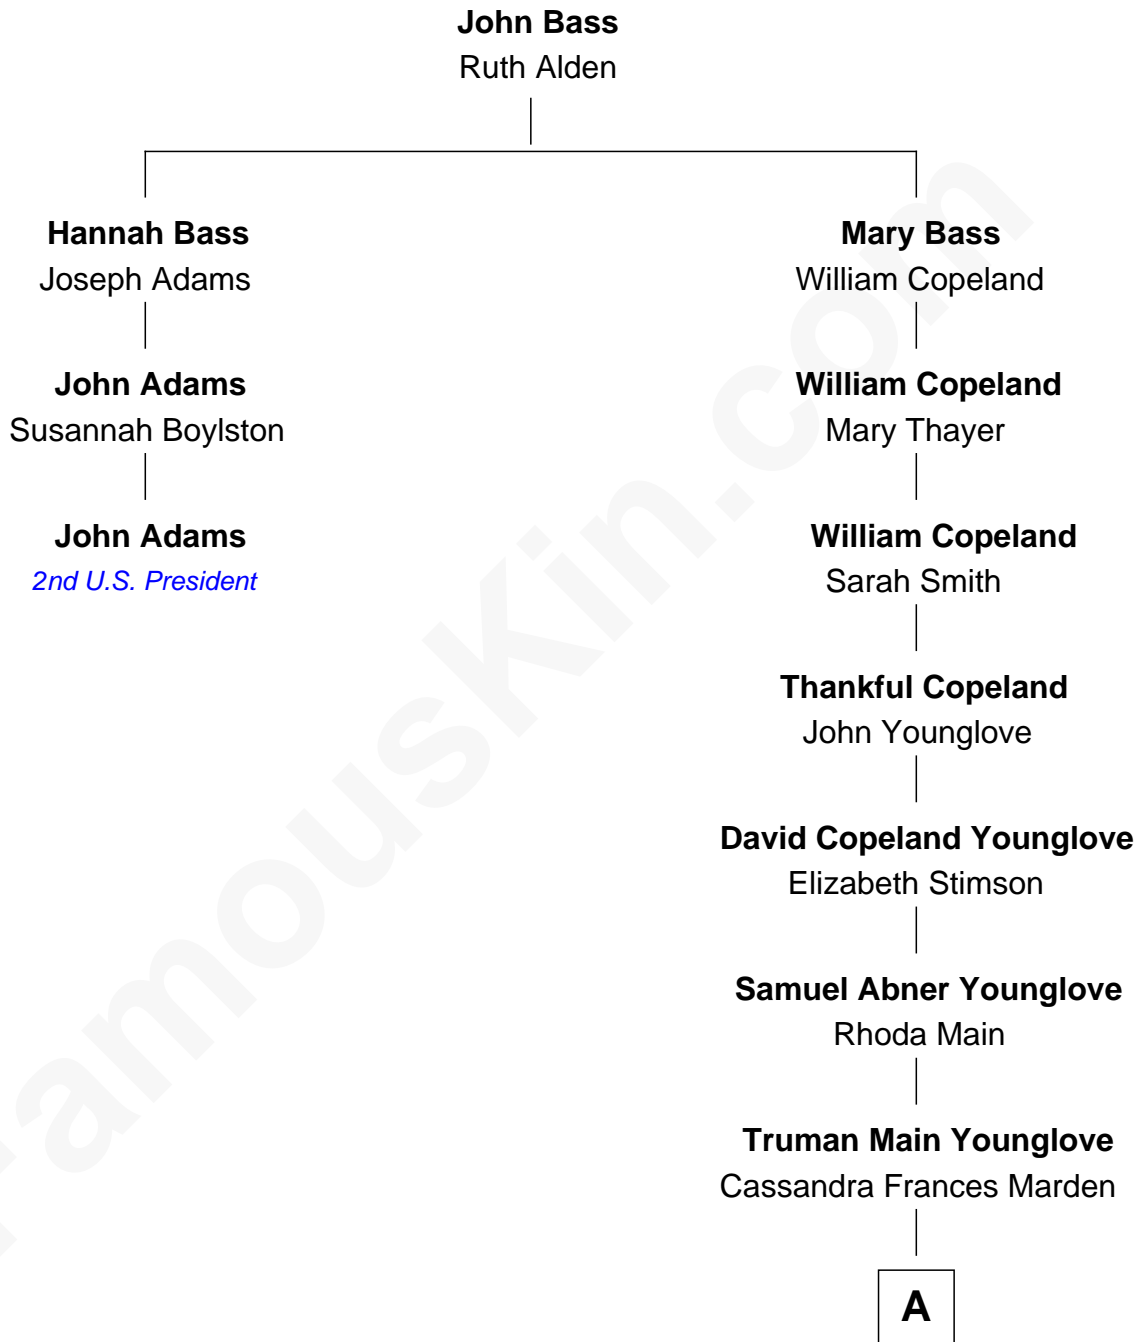 John Bass
Ruth Alden
Hannah Bass
Joseph Adams
John Adams
Susannah Boylston
John Adams
2nd U.S. President
Mary Bass
William Copeland
William Copeland
Mary Thayer
William Copeland
Sarah Smith
Thankful Copeland
John Younglove
David Copeland Younglove
Elizabeth Stimson
Samuel Abner Younglove
Rhoda Main
Truman Main Younglove
Cassandra Frances Marden
A
FamousKin.com